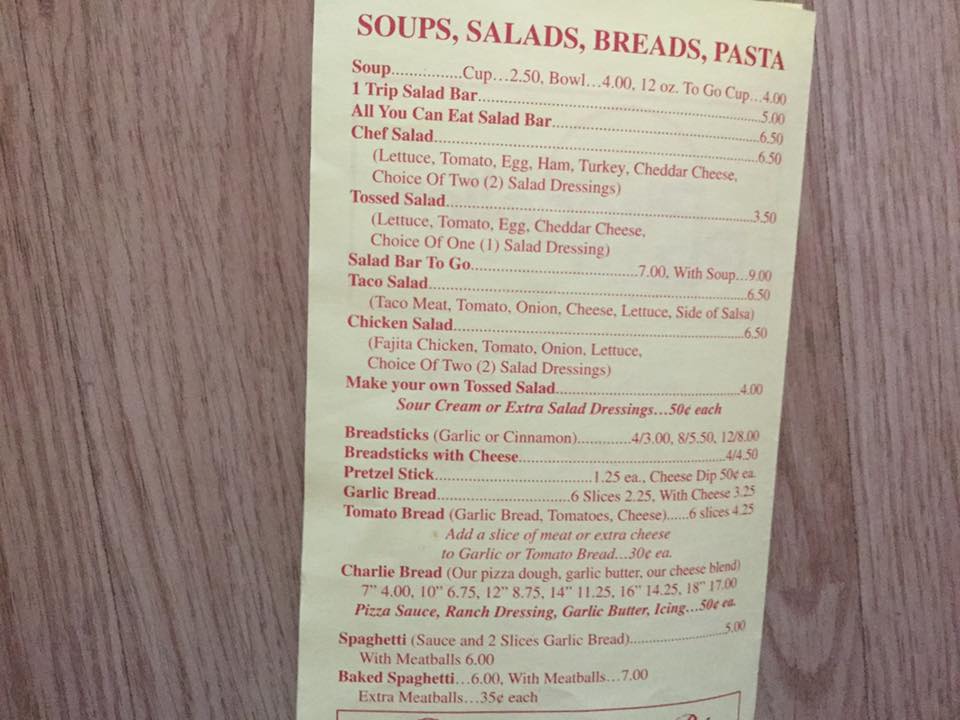 SOUPS, SALADS, BREADS, PASTA
Soup................Cup...2.50, Bowl...4.00, 12 oz. To Go Cup...4.00
1 Trip Salad Bar................5.00
All You Can Eat Salad Bar................6.50
Chef Salad................6.50
(Lettuce, Tomato, Egg, Ham, Turkey, Cheddar Cheese,
Choice Of Two (2) Salad Dressings)
Tossed Salad................3.50
(Lettuce, Tomato, Egg, Cheddar Cheese,
Choice Of One (1) Salad Dressing)
Salad Bar To Go................7.00, With Soup...9.00
Taco Salad................6.50
(Taco Meat, Tomato, Onion, Cheese, Lettuce, Side of Salsa)
Chicken Salad................6.50
(Fajita Chicken, Tomato, Onion, Lettuce,
Choice Of Two (2) Salad Dressings)
Make your own Tossed Salad................4.00
Sour Cream or Extra Salad Dressings...50¢ each
Breadsticks (Garlic or Cinnamon)............4/3.00, 8/5.50, 12/8.00
Breadsticks with Cheese................4/4.50
Pretzel Stick................1.25 ea., Cheese Dip 50¢ ea.
Garlic Bread................6 Slices 2.25, With Cheese 3.25
Tomato Bread (Garlic Bread, Tomatoes, Cheese)......6 slices 4.25
Add a slice of meat or extra cheese
to Garlic or Tomato Bread...30¢ ea.
Charlie Bread (Our pizza dough, garlic butter, our cheese blend)
7" 4.00, 10" 6.75, 12" 8.75, 14" 11.25, 16" 14.25, 18" 17.00
Pizza Sauce, Ranch Dressing, Garlic Butter, Icing...50¢ ea.
Spaghetti (Sauce and 2 Slices Garlic Bread)................5.00
With Meatballs 6.00
Baked Spaghetti...6.00, With Meatballs...7.00
Extra Meatballs...35¢ each